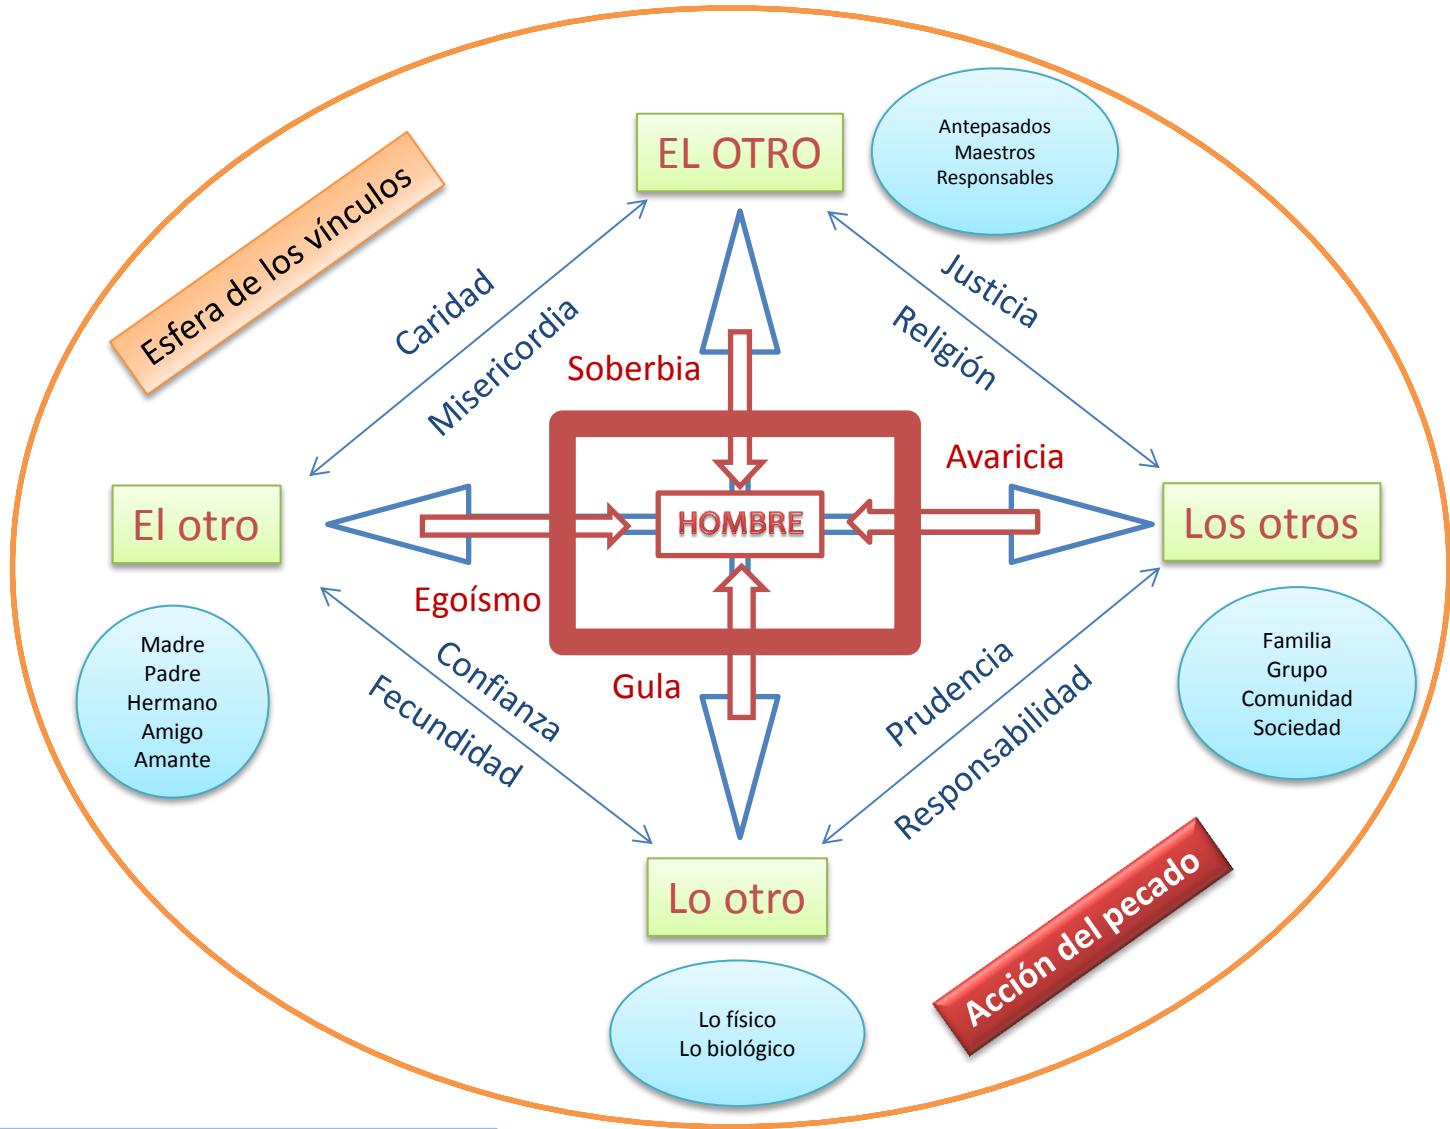 EL OTRO
Antepasados
Maestros
Responsables
Esfera de los vínculos
Caridad
Misericordia
Justicia
Religión
Soberbia
Avaricia
El otro
HOMBRE
Los otros
Egoísmo
Gula
Madre
Padre
Hermano
Amigo
Amante
Confianza
Fecundidad
Prudencia
Responsabilidad
Familia
Grupo
Comunidad
Sociedad
Lo otro
Acción del pecado
Lo físico
Lo biológico